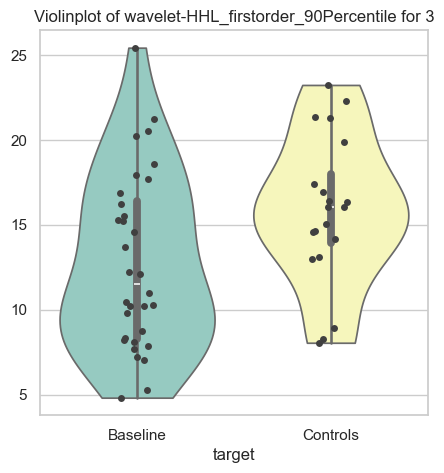 Violinplot of wavelet-HHL_firstorder_90Percentile for 3
25
20
15
10
5
Baseline
Controls
target